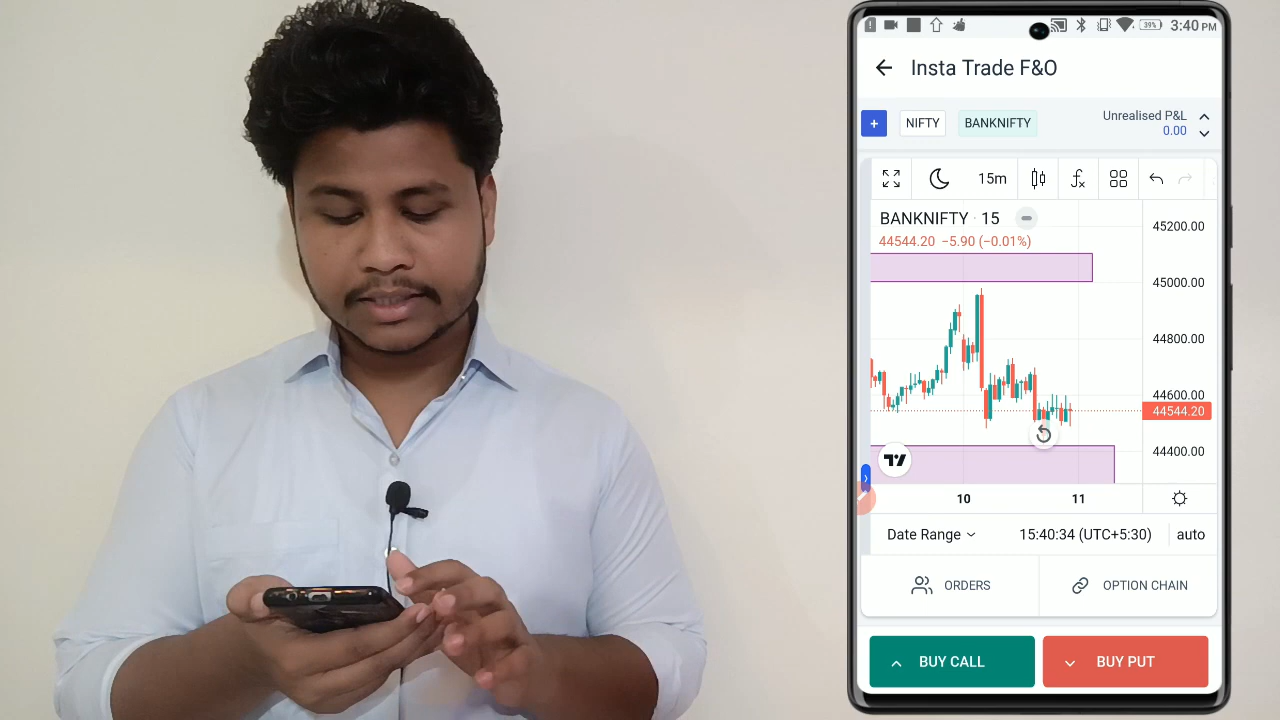 39% 3:40 PM
Insta Trade F&O
+ NIFTY BANKNIFTY Unrealised P&L
0.00
15m
BANKNIFTY · 15
44544.20 −5.90 (−0.01%)
45200.00
45000.00
44800.00
44600.00
44544.20
44400.00
10 11
Date Range 15:40:34 (UTC+5:30) auto
ORDERS OPTION CHAIN
BUY CALL BUY PUT